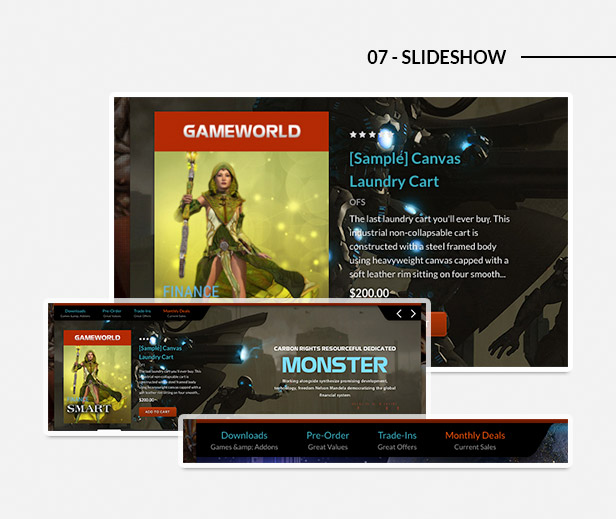 07 - SLIDESHOW
GAMEWORLD
[Sample] Canvas
Laundry Cart
OFS
The last laundry cart you'll ever buy. This
industrial non-collapsable cart is
constructed with a steel framed body
using heavyweight canvas capped with a
soft leather rim sitting on four smooth...
$200.00
FINANCE
Downloads
Games &amp; Addons
Pre-Order
Great Values
Trade-Ins
Great Offers
Monthly Deals
Current Sales
GAMEWORLD
[Sample] Canvas
Laundry Cart
The last laundry cart you'll ever buy. This
industrial non-collapsable cart is
constructed with a steel framed body
using heavyweight canvas capped with a
soft leather rim sitting on four smooth...
$200.00
ADD TO CART
SMART
CARBON RIGHTS RESOURCEFUL DEDICATED
MONSTER
Working alongside synthesize promising development,
technology, freedom Nelson Mandela democratizing the global
financial system
Downloads
Games &amp; Addons
Pre-Order
Great Values
Trade-Ins
Great Offers
Monthly Deals
Current Sales